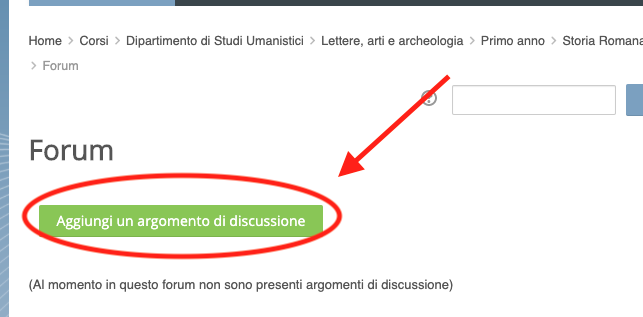 Home > Corsi > Dipartimento di Studi Umanistici > Lettere, arti e archeologia > Primo anno > Storia Romana
> Forum
Forum
Aggiungi un argomento di discussione
(Al momento in questo forum non sono presenti argomenti di discussione)